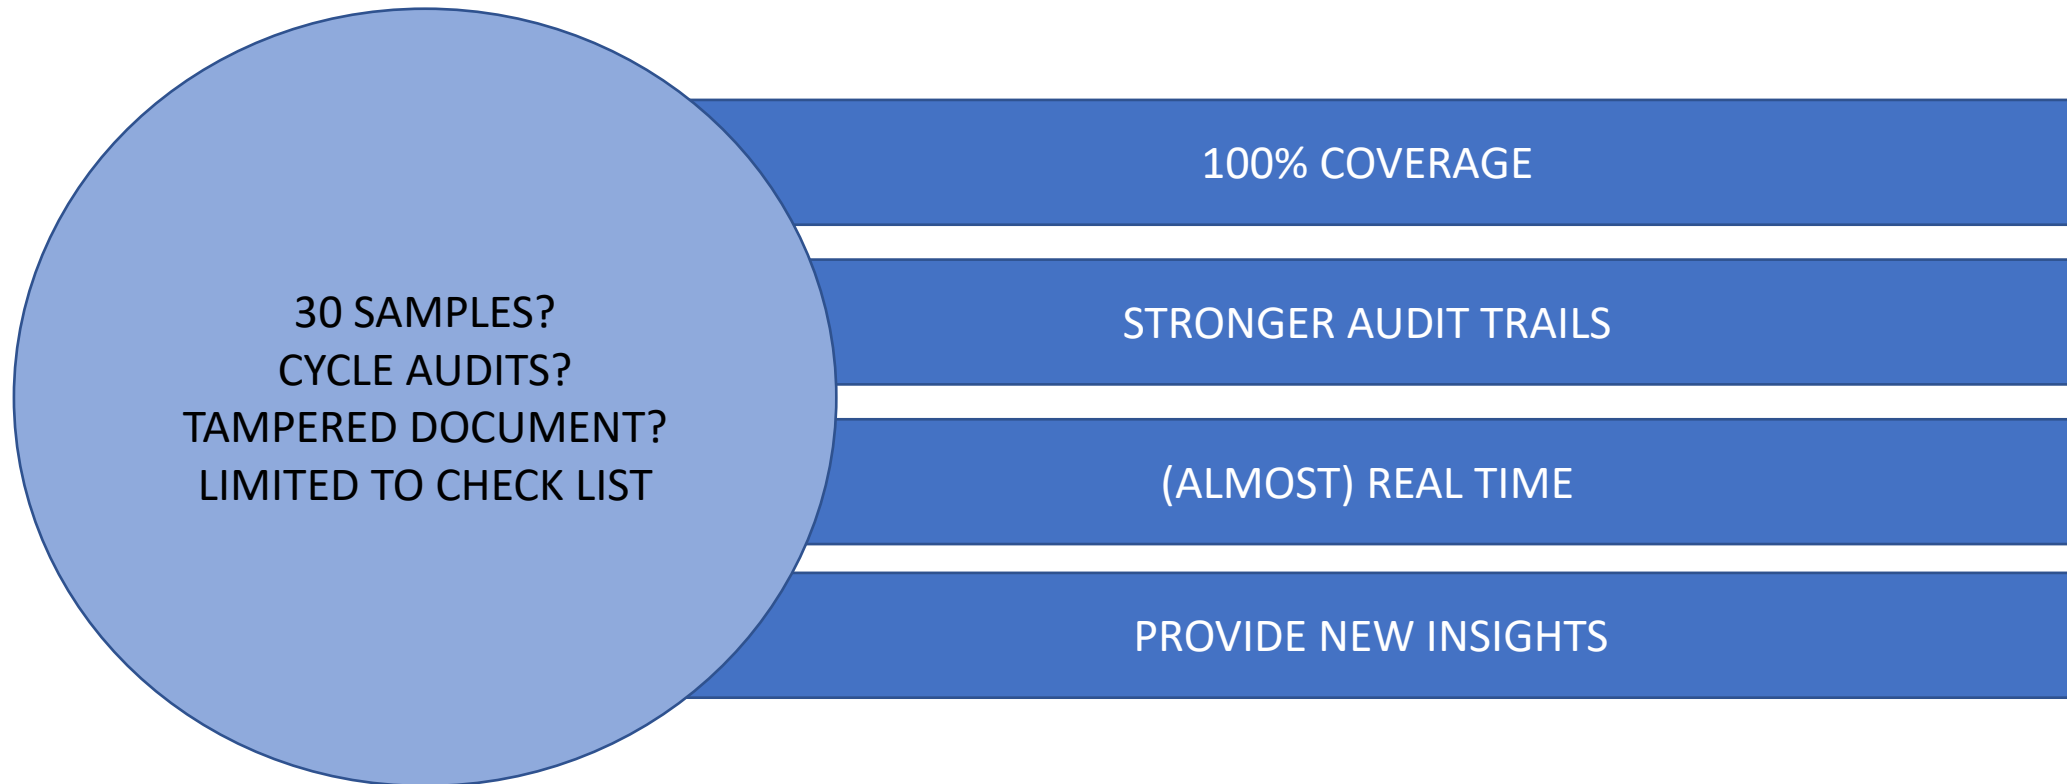 30 SAMPLES?
CYCLE AUDITS?
TAMPERED DOCUMENT?
LIMITED TO CHECK LIST
100% COVERAGE
STRONGER AUDIT TRAILS
(ALMOST) REAL TIME
PROVIDE NEW INSIGHTS